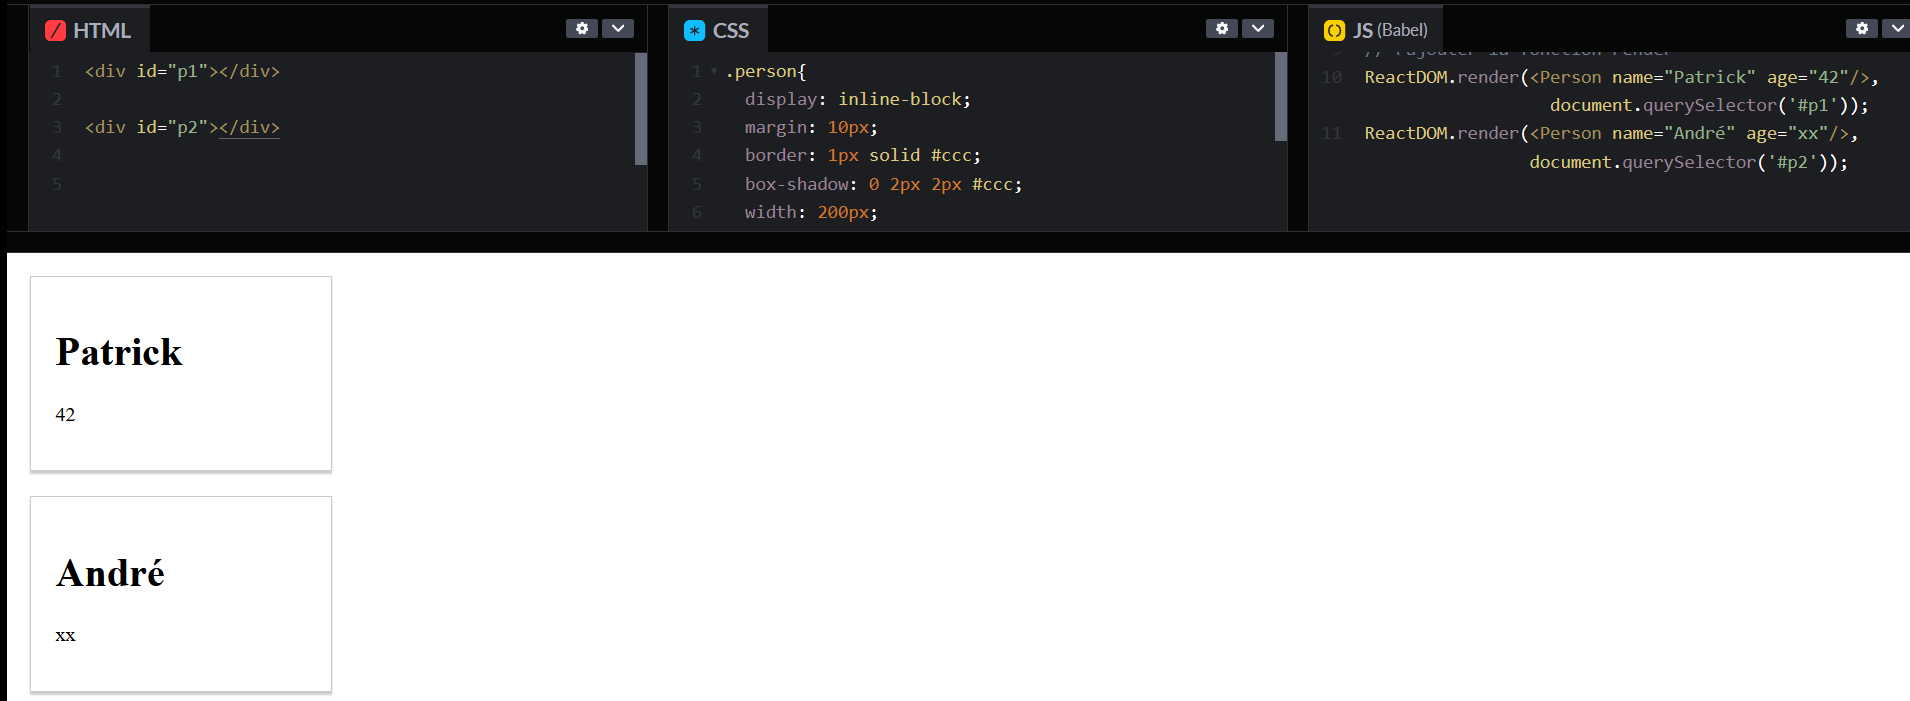 HTML
1 <div id="p1"></div>
2
3 <div id="p2"></div>
4
5
CSS
1 .person{
2 display: inline-block;
3 margin: 10px;
4 border: 1px solid #ccc;
5 box-shadow: 0 2px 2px #ccc;
6 width: 200px;
JS (Babel)
10 ReactDOM.render(<Person name="Patrick" age="42"/>,
document.querySelector('#p1'));
11 ReactDOM.render(<Person name="André" age="xx"/>,
document.querySelector('#p2'));
Patrick
42
André
xx